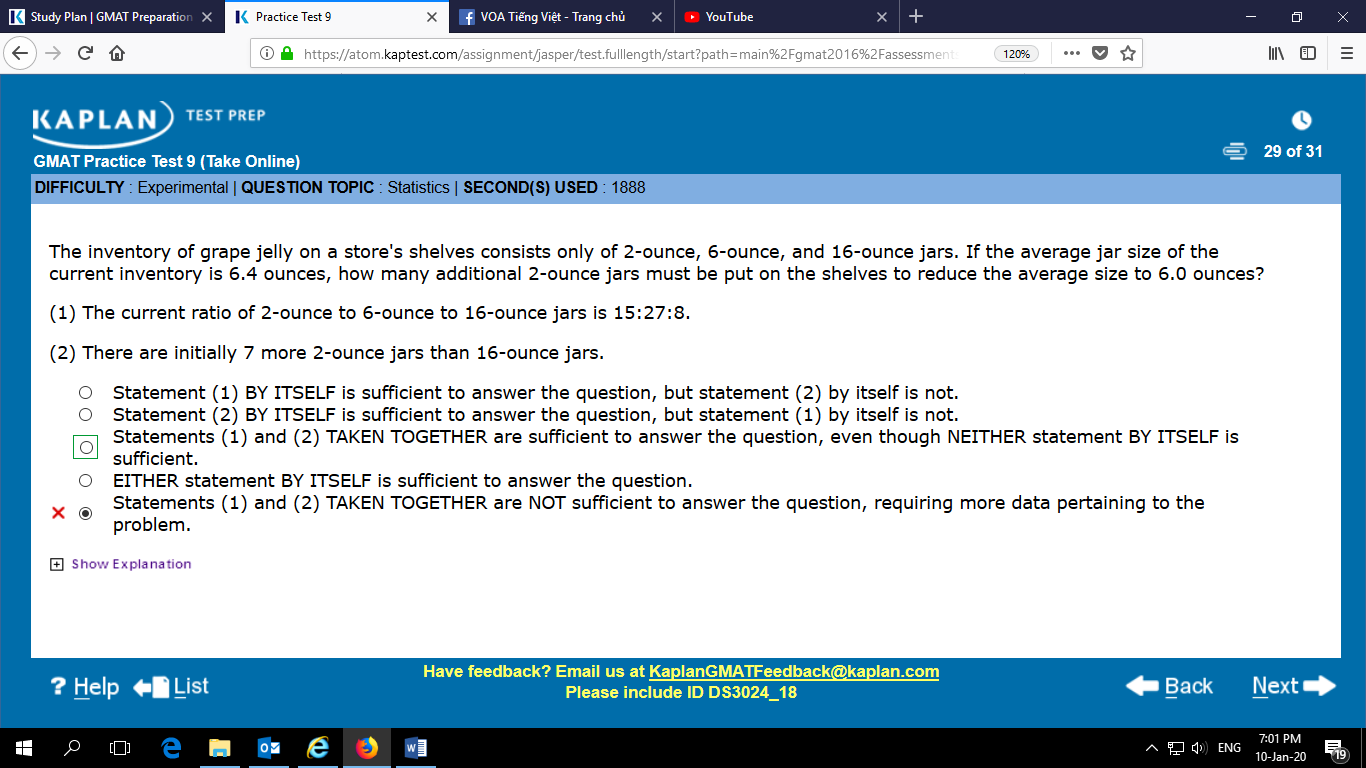 Study Plan | GMAT Preparation
Practice Test 9
VOA Tiếng Việt - Trang chủ
YouTube
https://atom.kaptest.com/assignment/jasper/test.fulllength/start?path=main%2Fgmat2016%2Fassessment
120%
KAPLAN TEST PREP
GMAT Practice Test 9 (Take Online)
29 of 31
DIFFICULTY : Experimental | QUESTION TOPIC : Statistics | SECOND(S) USED : 1888
The inventory of grape jelly on a store's shelves consists only of 2-ounce, 6-ounce, and 16-ounce jars. If the average jar size of the
current inventory is 6.4 ounces, how many additional 2-ounce jars must be put on the shelves to reduce the average size to 6.0 ounces?
(1) The current ratio of 2-ounce to 6-ounce to 16-ounce jars is 15:27:8.
(2) There are initially 7 more 2-ounce jars than 16-ounce jars.
Statement (1) BY ITSELF is sufficient to answer the question, but statement (2) by itself is not.
Statement (2) BY ITSELF is sufficient to answer the question, but statement (1) by itself is not.
Statements (1) and (2) TAKEN TOGETHER are sufficient to answer the question, even though NEITHER statement BY ITSELF is
sufficient.
EITHER statement BY ITSELF is sufficient to answer the question.
Statements (1) and (2) TAKEN TOGETHER are NOT sufficient to answer the question, requiring more data pertaining to the
problem.
Show Explanation
Have feedback? Email us at KaplanGMATFeedback@kaplan.com
Please include ID DS3024_18
? Help
List
Back
Next
ENG
7:01 PM
10-Jan-20
19